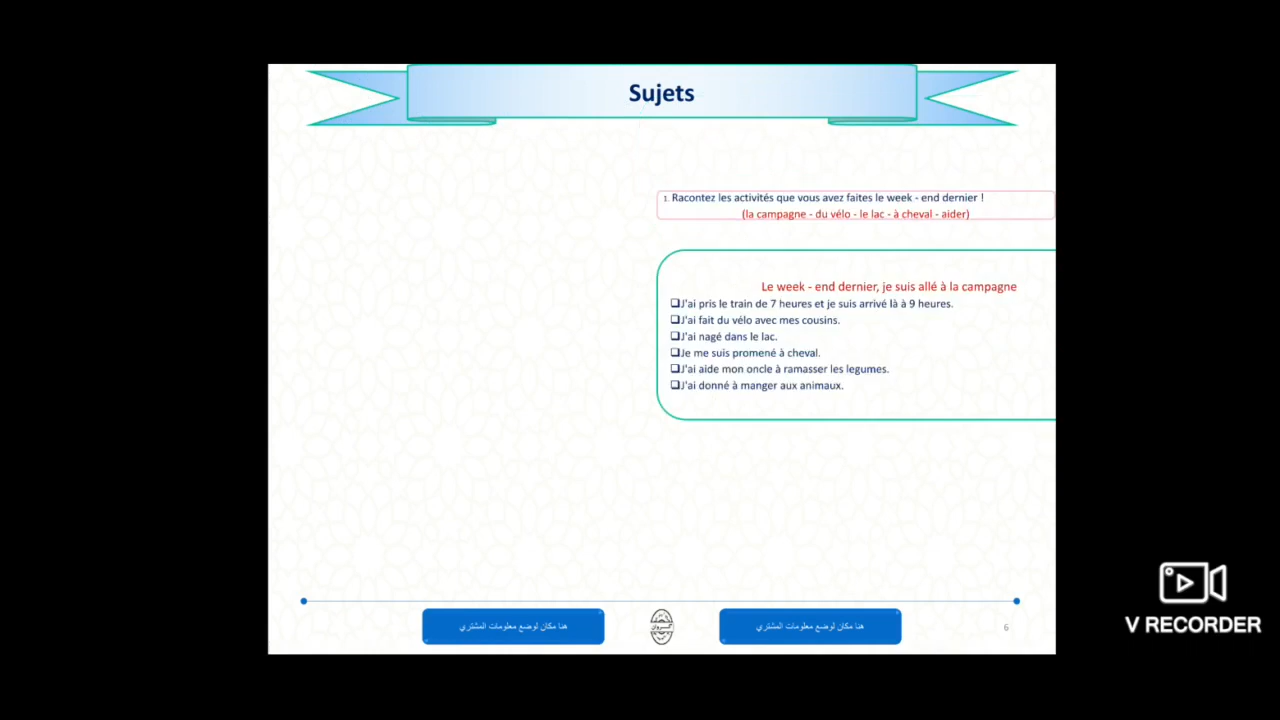 Sujets
1. Racontez les activités que vous avez faites le week - end dernier !
(la campagne - du vélo - le lac - à cheval - aider)
Le week - end dernier, je suis allé à la campagne
❑J'ai pris le train de 7 heures et je suis arrivé là à 9 heures.
❑J'ai fait du vélo avec mes cousins.
❑J'ai nagé dans le lac.
❑Je me suis promené à cheval.
❑J'ai aide mon oncle à ramasser les legumes.
❑J'ai donné à manger aux animaux.
هنا مكان لوضع معلومات المشتري
هنا مكان لوضع معلومات المشتري
6
V RECORDER